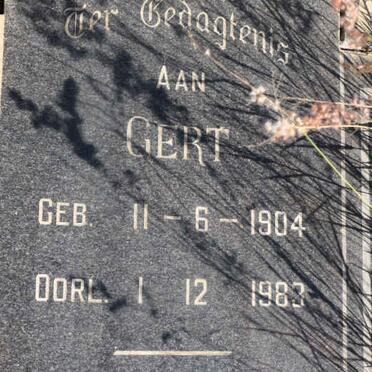 Ter Gedagtenis
AAN
GERT
GEB. 11 - 6 - 1904
OORL. 1 12 1983